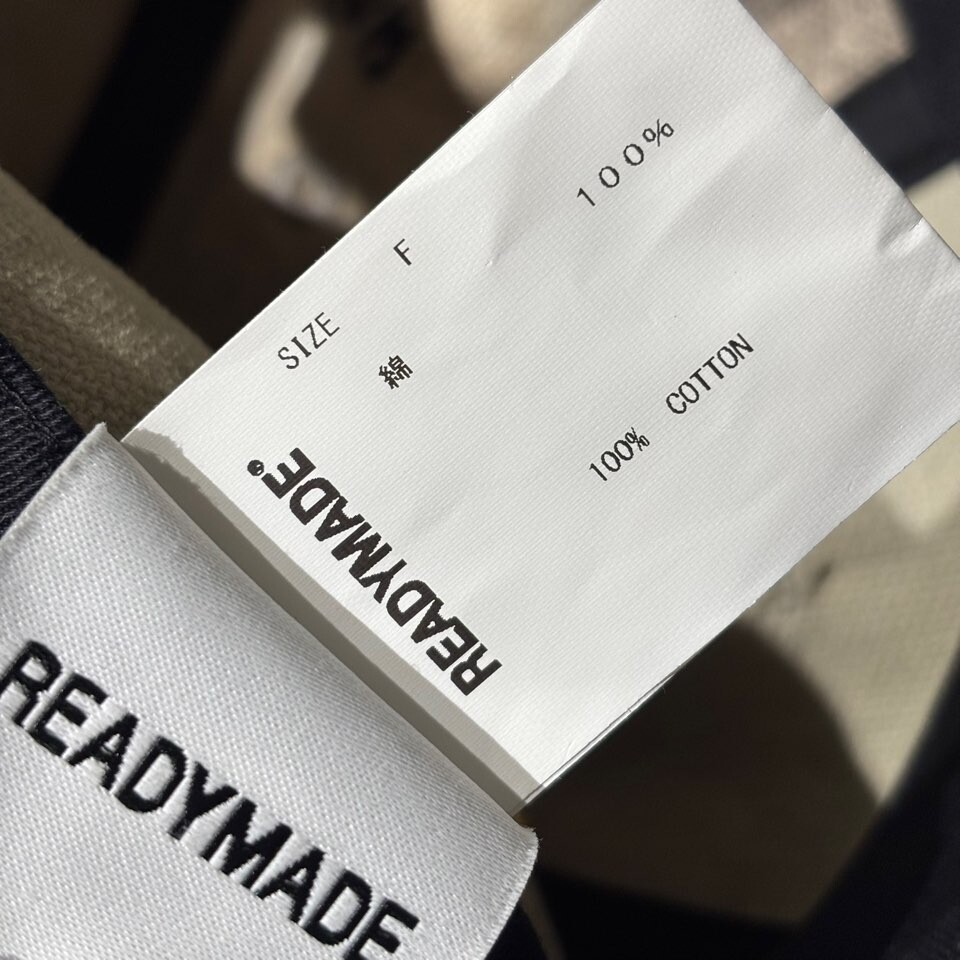 SIZE F
綿 100%
100% COTTON
READYMADE®
READYMADE